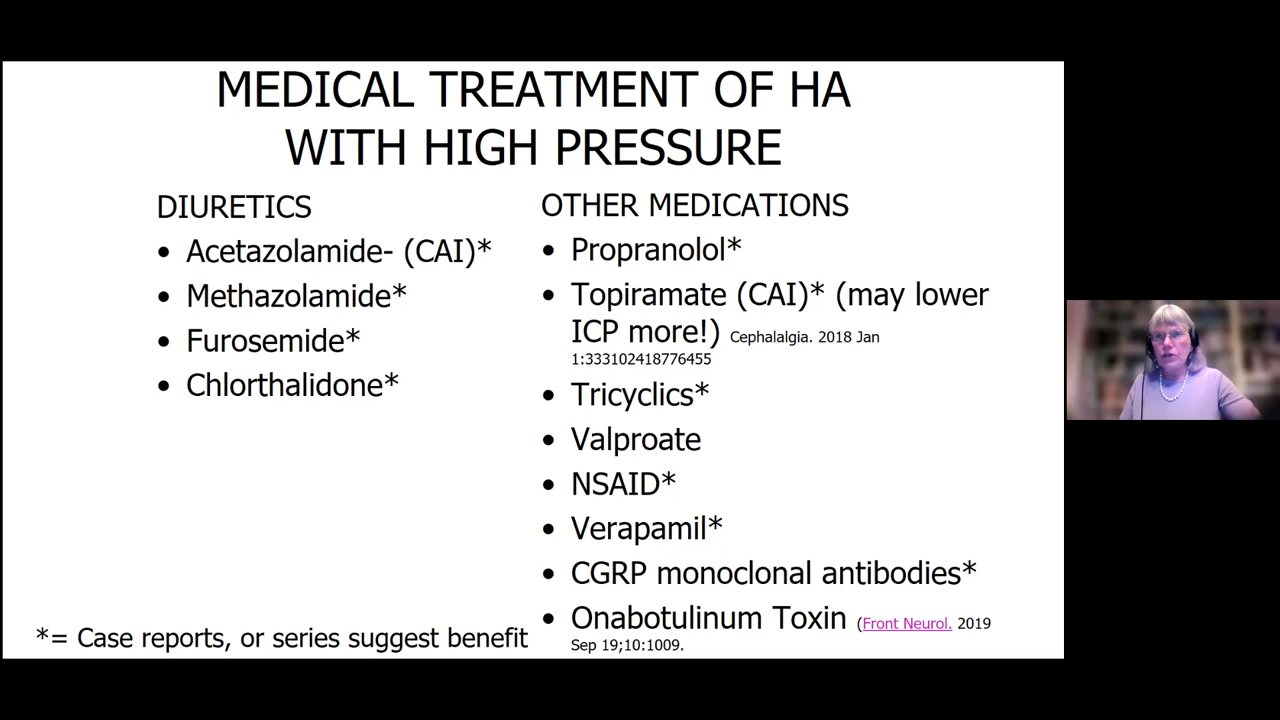 MEDICAL TREATMENT OF HA
WITH HIGH PRESSURE
DIURETICS
• Acetazolamide- (CAI)*
• Methazolamide*
• Furosemide*
• Chlorthalidone*
*= Case reports, or series suggest benefit
OTHER MEDICATIONS
• Propranolol*
• Topiramate (CAI)* (may lower
ICP more!) Cephalalgia. 2018 Jan
1:333102418776455
• Tricyclics*
• Valproate
• NSAID*
• Verapamil*
• CGRP monoclonal antibodies*
• Onabotulinum Toxin (Front Neurol. 2019
Sep 19;10:1009.